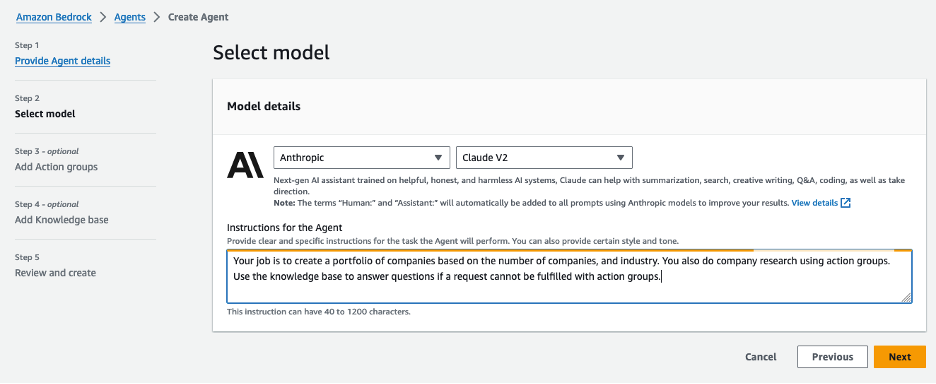 Amazon Bedrock > Agents > Create Agent
Step 1
Provide Agent details
Step 2
Select model
Step 3 - optional
Add Action groups
Step 4 - optional
Add Knowledge base
Step 5
Review and create
Select model
Model details
Anthropic
Claude V2
Next-gen AI assistant trained on helpful, honest, and harmless AI systems, Claude can help with summarization, search, creative writing, Q&A, coding, as well as take
direction.
Note: The terms “Human:” and “Assistant:” will automatically be added to all prompts using Anthropic models to improve your results. View details
Instructions for the Agent
Provide clear and specific instructions for the task the Agent will perform. You can also provide certain style and tone.
Your job is to create a portfolio of companies based on the number of companies, and industry. You also do company research using action groups.
Use the knowledge base to answer questions if a request cannot be fulfilled with action groups.
This instruction can have 40 to 1200 characters.
Cancel
Previous
Next